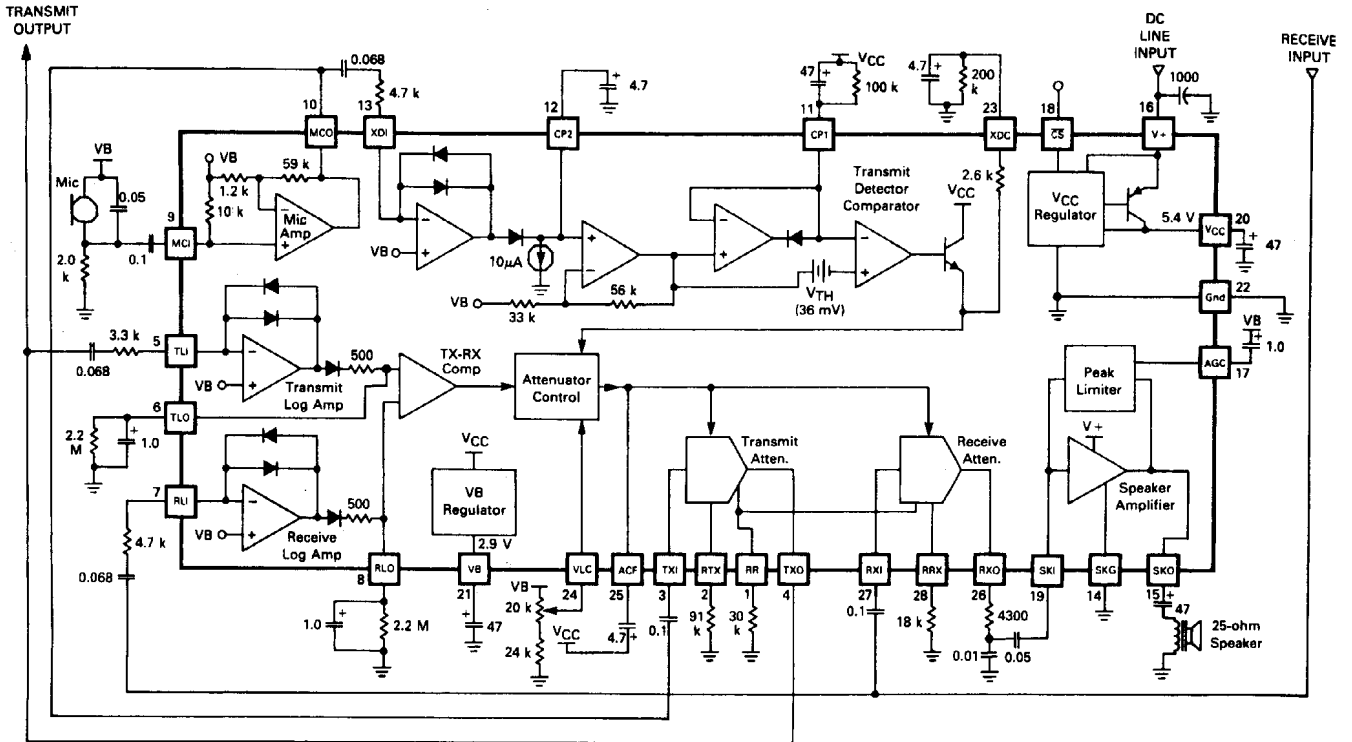 TRANSMIT
OUTPUT
DC
LINE
INPUT
RECEIVE
INPUT
0.068
4.7 k
4.7
+
VCC
47
+
100 k
4.7
+
200
k
1000
10
13
12
11
23
18
16
MCO
XDI
CP2
CP1
XDC
CS
V+
VB
Mic
0.05
VB
59 k
1.2 k
10 k
Mic
Amp
9
MCI
0.1
2.0
k
VB
10µA
VB
33 k
56 k
VTH
(36 mV)
Transmit
Detector
Comparator
VCC
2.6 k
VCC
Regulator
5.4 V
20
VCC
+
47
Gnd
22
VB
+
1.0
AGC
17
3.3 k
0.068
5
TLI
VB
Transmit
Log Amp
500
TX-RX
Comp
Attenuator
Control
6
TLO
2.2
M
+
1.0
7
RLI
VB
Receive
Log Amp
500
VCC
VB
Regulator
2.9 V
Transmit
Atten.
Receive
Atten.
Peak
Limiter
V+
Speaker
Amplifier
4.7 k
0.068
RLO
VB
VLC
ACF
TXI
RTX
RR
TXO
RXI
RRX
RXO
SKI
SKG
SKO
8
21
24
25
3
2
1
4
27
28
26
19
14
15
+
1.0
2.2 M
+
47
VB
20 k
24 k
VCC
4.7
+
0.1
91
k
30
k
0.1
18 k
4300
0.01
0.05
+
47
25-ohm
Speaker